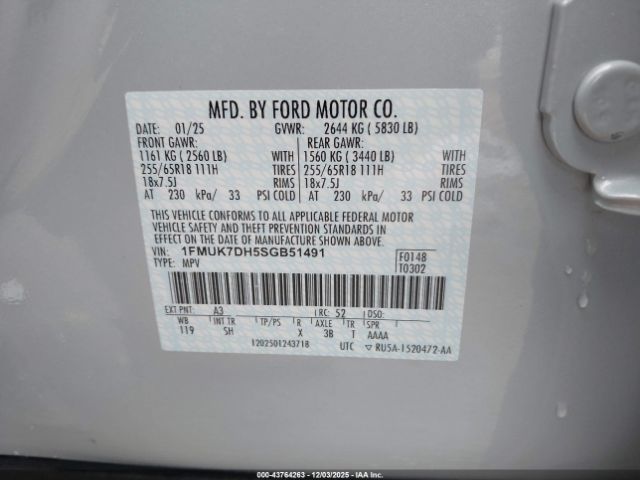 MFD. BY FORD MOTOR CO.
DATE: 01/25 GVWR: 2644 KG ( 5830 LB)
FRONT GAWR: REAR GAWR:
1161 KG ( 2560 LB) WITH 1560 KG ( 3440 LB) WITH
255/65R18 111H TIRES 255/65R18 111H TIRES
18x7.5J RIMS 18x7.5J RIMS
AT 230 kPa/ 33 PSI COLD AT 230 kPa/ 33 PSI COLD
THIS VEHICLE CONFORMS TO ALL APPLICABLE FEDERAL MOTOR
VEHICLE SAFETY AND THEFT PREVENTION STANDARDS IN
EFFECT ON THE DATE OF MANUFACTURE SHOWN ABOVE.
VIN: 1FMUK7DH5SGB51491 F0148
TYPE: MPV T0302
EXT PNT: A3 RC: 52 DSO:
WB INT TR TP/PS R AXLE TR SPR
119 SH X 3B T AAAA
1202501243718 UTC ▽ RU5A-1520472-AA
000-43764263 - 12/03/2025 - IAA, Inc.